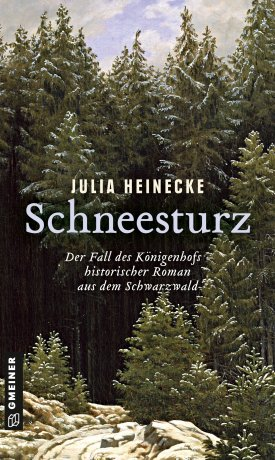 JULIA HEINECKE
Schneesturz
Der Fall des Königenhofs
historischer Roman
aus dem Schwarzwald
GMEINER